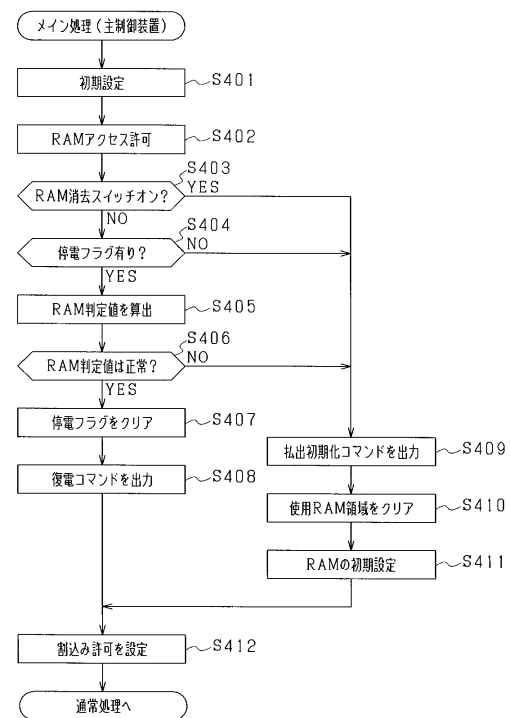 メイン処理(主制御装置)
初期設定
S401
RAMアクセス許可
S402
S403
RAM消去スイッチオン?
YES
NO
S404
停電フラグ有り?
NO
YES
RAM判定値を算出
S405
S406
RAM判定値は正常?
NO
YES
停電フラグをクリア
S407
復電コマンドを出力
S408
払出初期化コマンドを出力
S409
使用RAM領域をクリア
S410
RAMの初期設定
S411
割込み許可を設定
S412
通常処理へ